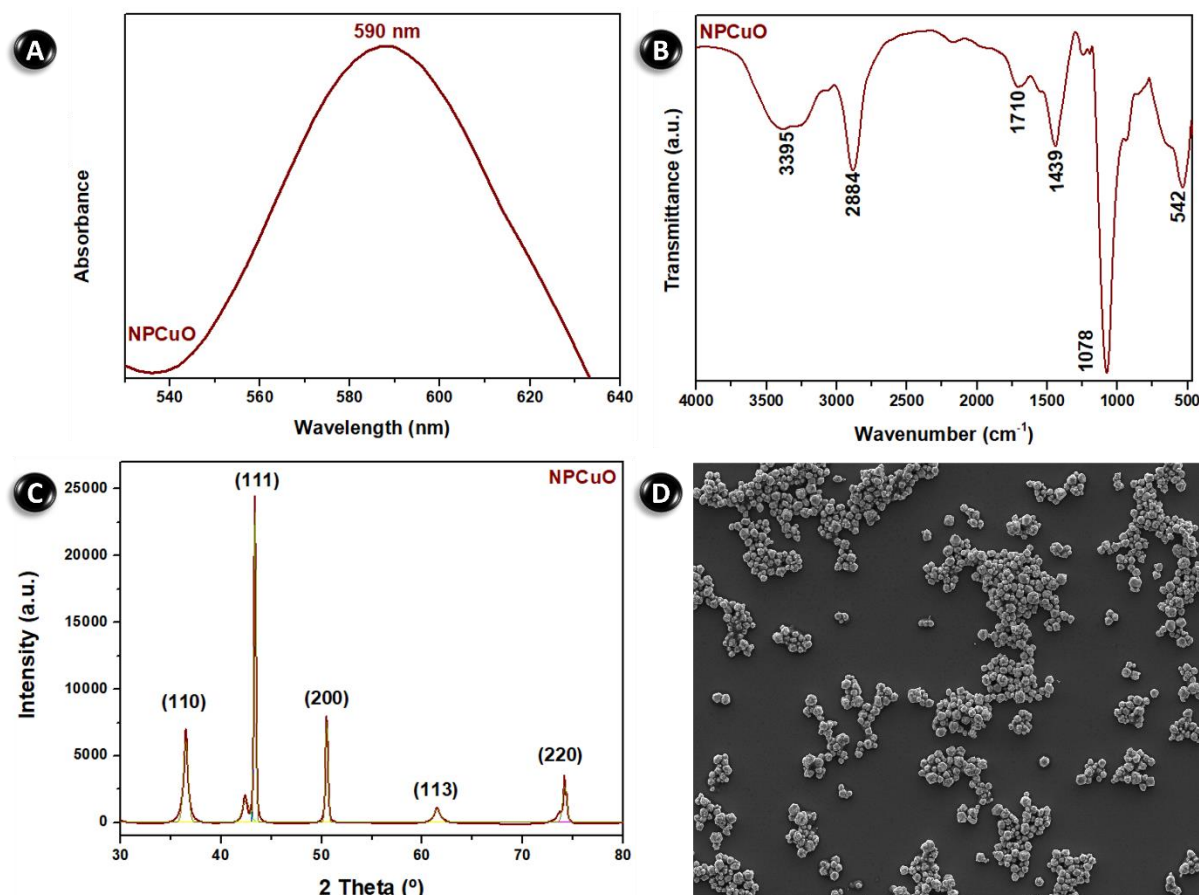 A
590 nm
NPCuO
Absorbance
540 560 580 600 620 640
Wavelength (nm)
B
NPCuO
3395
2884
1710
1439
1078
542
Transmittance (a.u.)
4000 3500 3000 2500 2000 1500 1000 500
Wavenumber (cm⁻¹)
C
NPCuO
(111)
(110)
(200)
(113)
(220)
25000
20000
15000
10000
5000
0
Intensity (a.u.)
30 40 50 60 70 80
2 Theta (º)
D